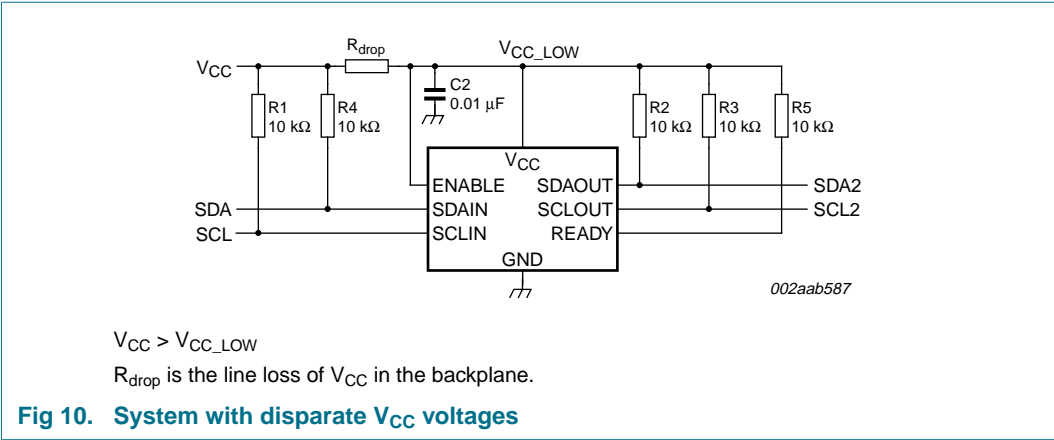 Rdrop
VCC
VCC_LOW
C2
0.01 μF
R1
10 kΩ
R4
10 kΩ
R2
10 kΩ
R3
10 kΩ
R5
10 kΩ
VCC
ENABLE
SDAOUT
SDA2
SDA
SDAIN
SCLOUT
SCL2
SCL
SCLIN
READY
GND
002aab587
VCC > VCC_LOW
Rdrop is the line loss of VCC in the backplane.
Fig 10. System with disparate VCC voltages